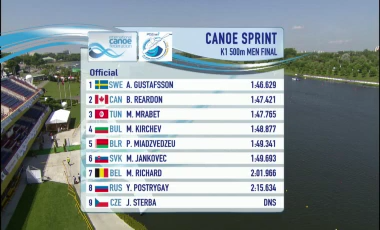 international
canoe
federation
CANOE SPRINT
K1 500m MEN FINAL
Official
1 SWE A. GUSTAFSSON 1:46.629
2 CAN B. REARDON 1:47.421
3 TUN M. MRABET 1:47.765
4 BUL M. KIRCHEV 1:48.877
5 BLR P. MIADZVEDZEU 1:49.341
6 SVK M. JANKOVEC 1:49.693
7 BEL M. RICHARD 2:01.966
8 RUS Y. POSTRYGAY 2:15.634
9 CZE J. STERBA DNS